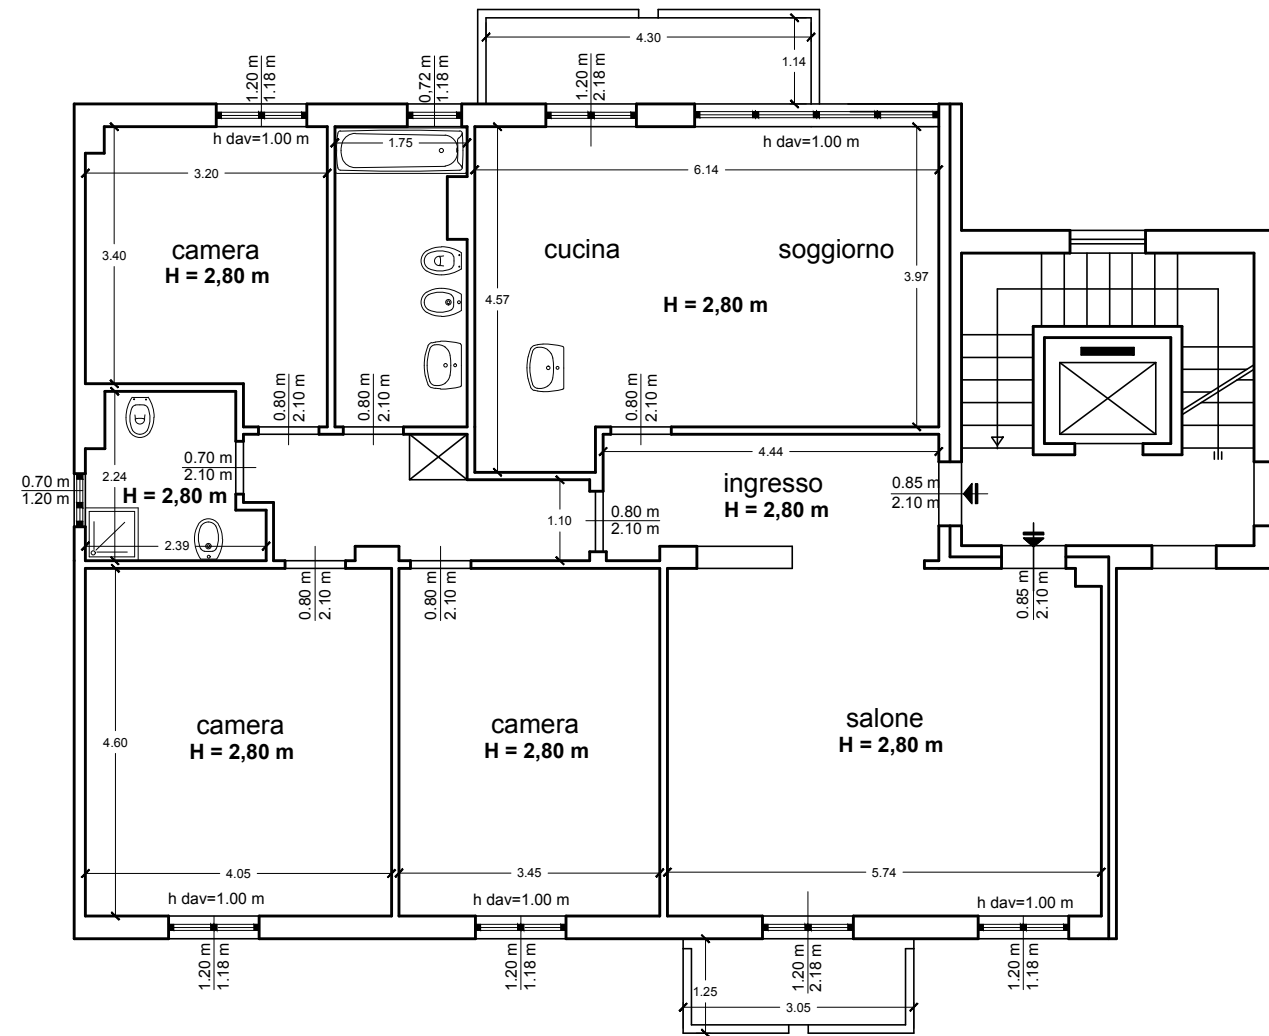 4.30
1.14
1.20 m
1.18 m
0,72 m
1.18 m
1.20 m
2.18 m
h dav=1.00 m
1.75
h dav=1.00 m
3.20
6.14
camera
H = 2,80 m
3.40
cucina
soggiorno
3.97
4.57
H = 2,80 m
0.80 m
2.10 m
0.80 m
2.10 m
0.80 m
2.10 m
4.44
0.70 m
2.10 m
0.70 m
1.20 m
2.24
H = 2,80 m
ingresso
H = 2,80 m
0.85 m
2.10 m
1.10
0.80 m
2.10 m
2.39
0.80 m
2.10 m
0.80 m
2.10 m
0.85 m
2.10 m
camera
H = 2,80 m
camera
H = 2,80 m
salone
H = 2,80 m
4.60
4.05
3.45
5.74
h dav=1.00 m
h dav=1.00 m
h dav=1.00 m
1.20 m
1.18 m
1.20 m
1.18 m
1.20 m
2.18 m
1.20 m
1.18 m
1.25
3.05